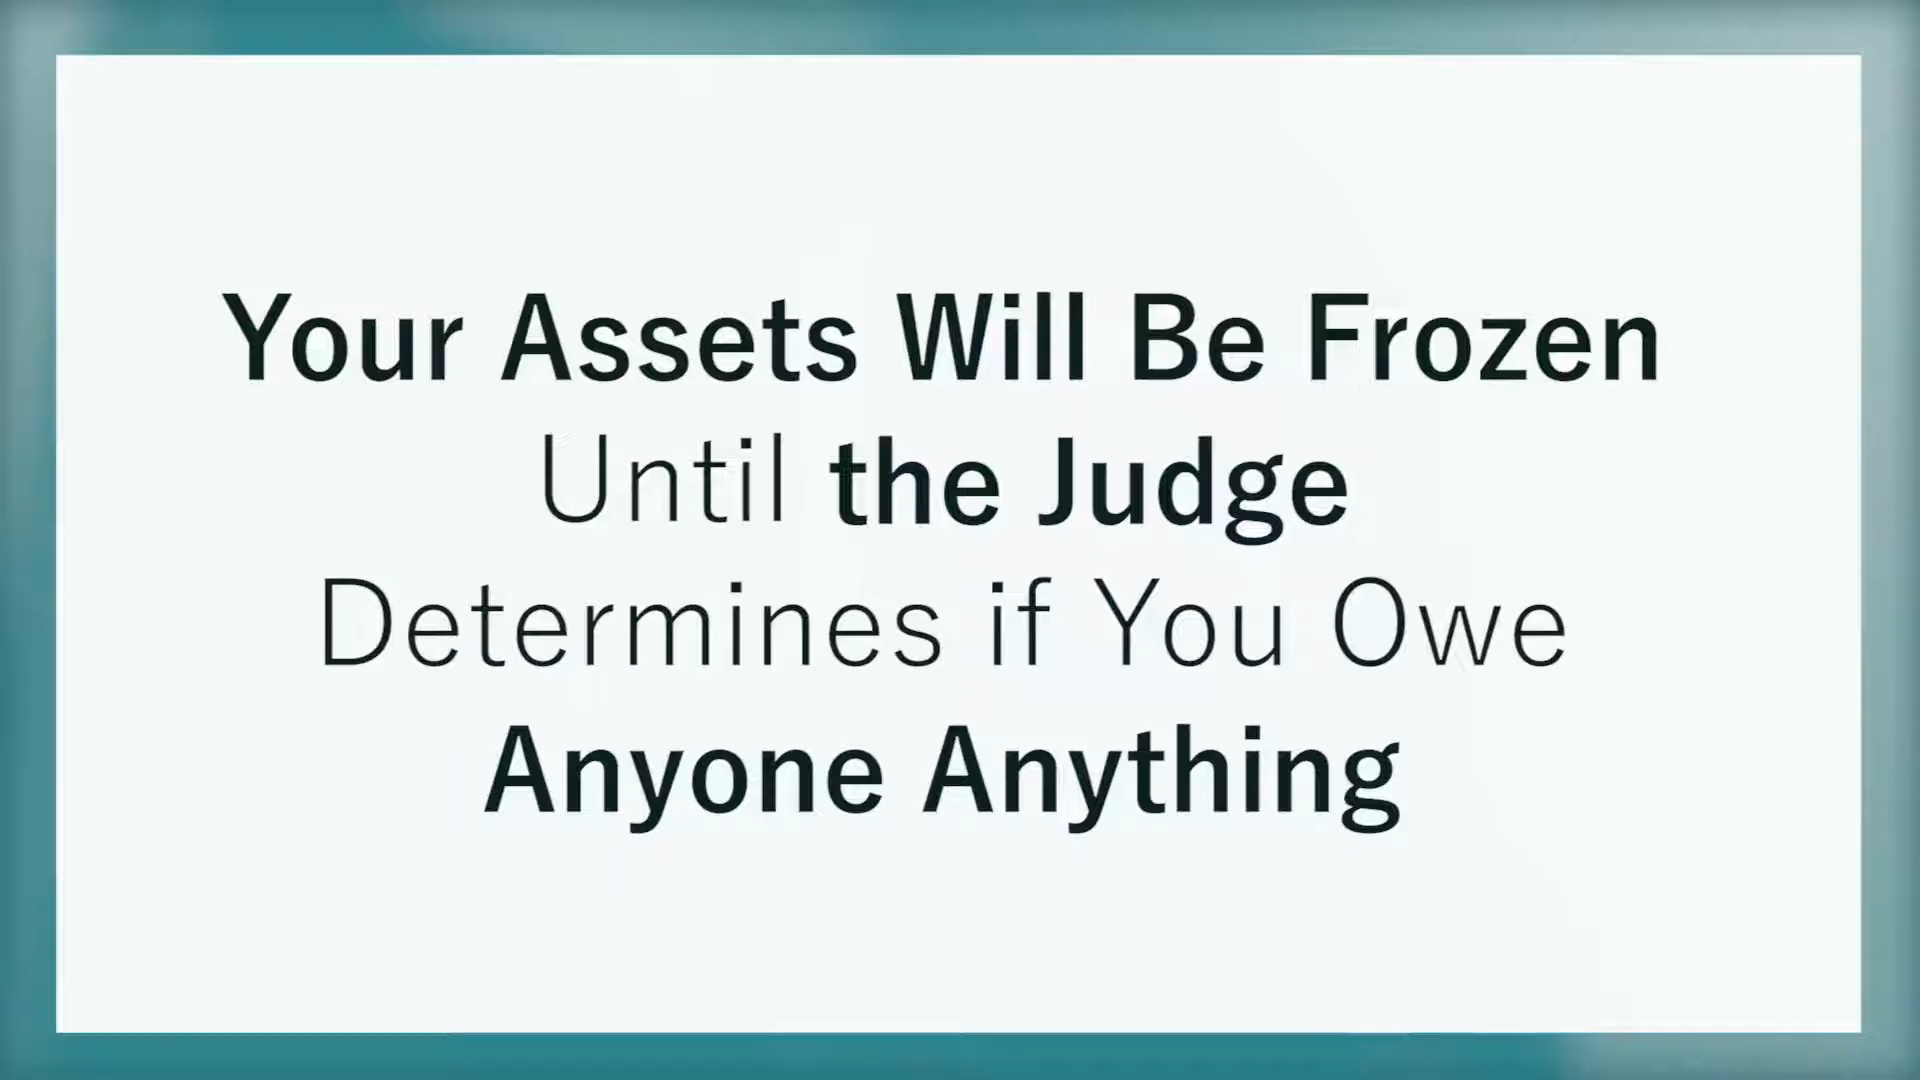 Your Assets Will Be Frozen
Until the Judge
Determines if You Owe
Anyone Anything